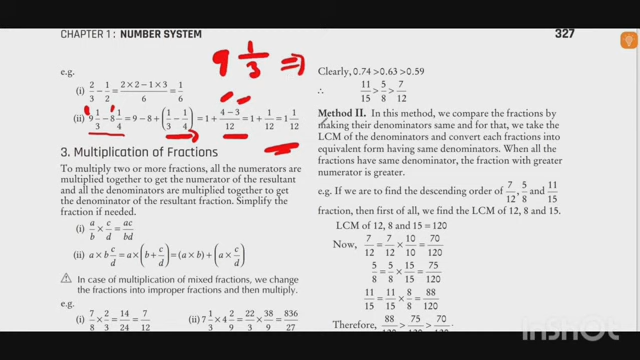 CHAPTER 1 : NUMBER SYSTEM
327
9 1/3 ⇒
e.g.
(i) 2/3 - 1/2 = (2 × 2 - 1 × 3)/6 = 1/6
(ii) 9 1/3 - 8 1/4 = 9 - 8 + (1/3 - 1/4) = 1 + (4 - 3)/12 = 1 + 1/12 = 1 1/12
3. Multiplication of Fractions
To multiply two or more fractions, all the numerators are
multiplied together to get the numerator of the resultant
and all the denominators are multiplied together to get
the denominator of the resultant fraction. Simplify the
fraction if needed.
(i) a/b × c/d = ac/bd
(ii) a × b c/d = a × (b + c/d) = (a × b) + (a × c/d)
⚠ In case of multiplication of mixed fractions, we change
the fractions into improper fractions and then multiply.
e.g.
(i) 7/8 × 2/3 = 14/24 = 7/12 (ii) 7 1/3 × 4 2/9 = 22/3 × 38/9 = 836/27
Clearly, 0.74 > 0.63 > 0.59
∴ 11/15 > 5/8 > 7/12
Method II. In this method, we compare the fractions by
making their denominators same and for that, we take the
LCM of the denominators and convert each fractions into
equivalent form having same denominators. When all the
fractions have same denominator, the fraction with greater
numerator is greater.
e.g. If we are to find the descending order of 7/12, 5/8 and 11/15
fraction, then first of all, we find the LCM of 12, 8 and 15.
LCM of 12, 8 and 15 = 120
Now, 7/12 = 7/12 × 10/10 = 70/120
5/8 = 5/8 × 15/15 = 75/120
11/15 = 11/15 × 8/8 = 88/120
Therefore, 88/120 > 75/120 > 70/120
InShot